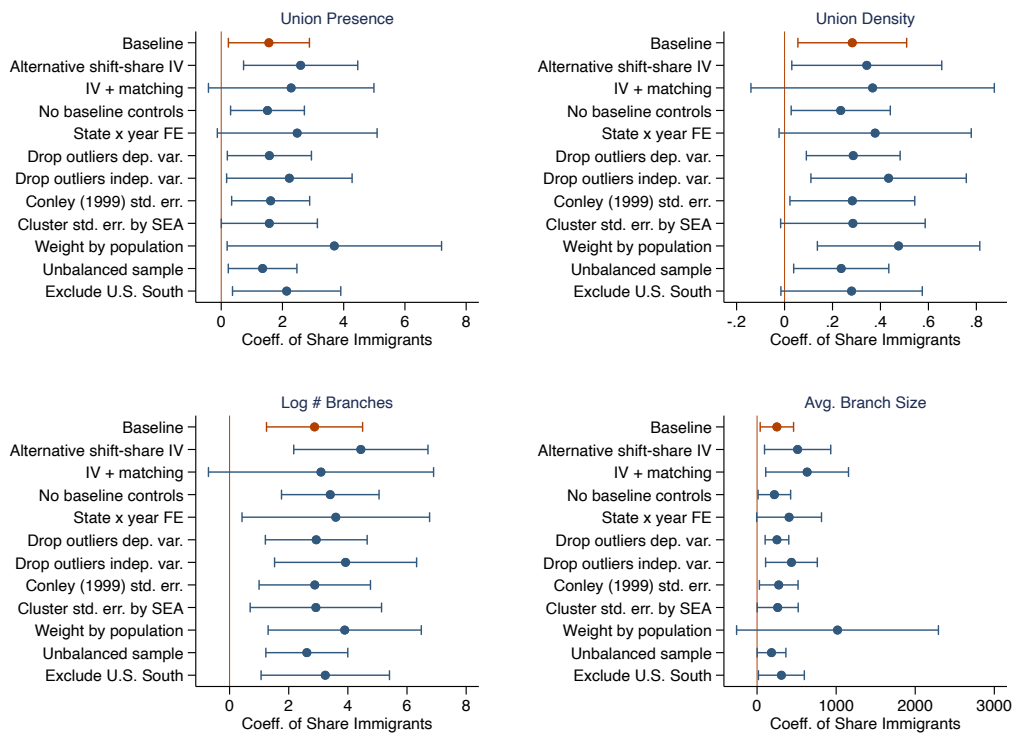 Union Presence
Baseline
Alternative shift-share IV
IV + matching
No baseline controls
State x year FE
Drop outliers dep. var.
Drop outliers indep. var.
Conley (1999) std. err.
Cluster std. err. by SEA
Weight by population
Unbalanced sample
Exclude U.S. South
0 2 4 6 8
Coeff. of Share Immigrants
Union Density
Baseline
Alternative shift-share IV
IV + matching
No baseline controls
State x year FE
Drop outliers dep. var.
Drop outliers indep. var.
Conley (1999) std. err.
Cluster std. err. by SEA
Weight by population
Unbalanced sample
Exclude U.S. South
-.2 0 .2 .4 .6 .8
Coeff. of Share Immigrants
Log # Branches
Baseline
Alternative shift-share IV
IV + matching
No baseline controls
State x year FE
Drop outliers dep. var.
Drop outliers indep. var.
Conley (1999) std. err.
Cluster std. err. by SEA
Weight by population
Unbalanced sample
Exclude U.S. South
0 2 4 6 8
Coeff. of Share Immigrants
Avg. Branch Size
Baseline
Alternative shift-share IV
IV + matching
No baseline controls
State x year FE
Drop outliers dep. var.
Drop outliers indep. var.
Conley (1999) std. err.
Cluster std. err. by SEA
Weight by population
Unbalanced sample
Exclude U.S. South
0 1000 2000 3000
Coeff. of Share Immigrants